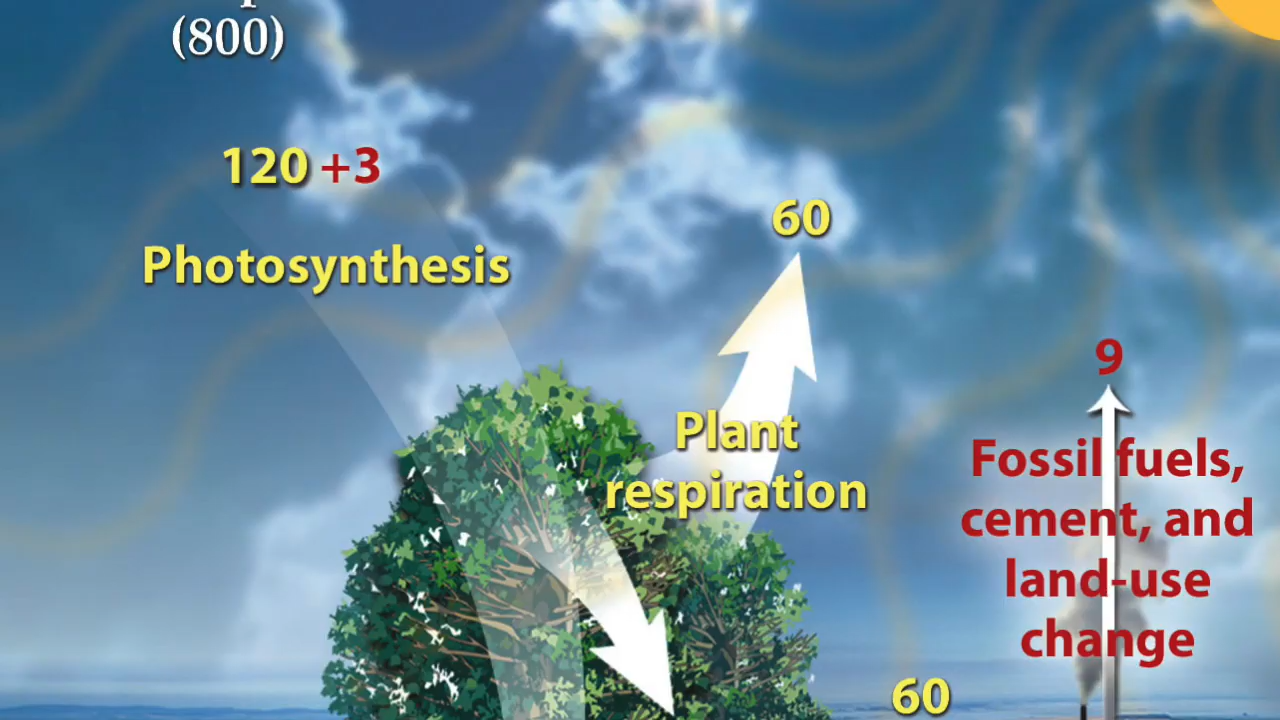 (800)
120 +3
60
Photosynthesis
9
Plant
respiration
Fossil fuels,
cement, and
land-use
change
60